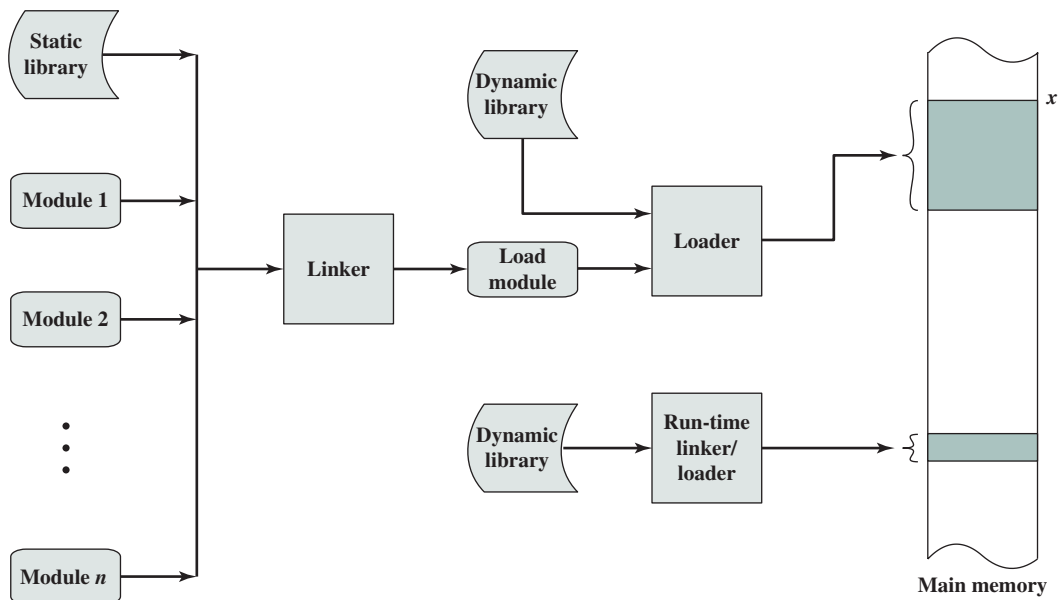 Static
library
Module 1
Module 2
Module n
Linker
Dynamic
library
Load
module
Loader
Dynamic
library
Run-time
linker/
loader
x
Main memory